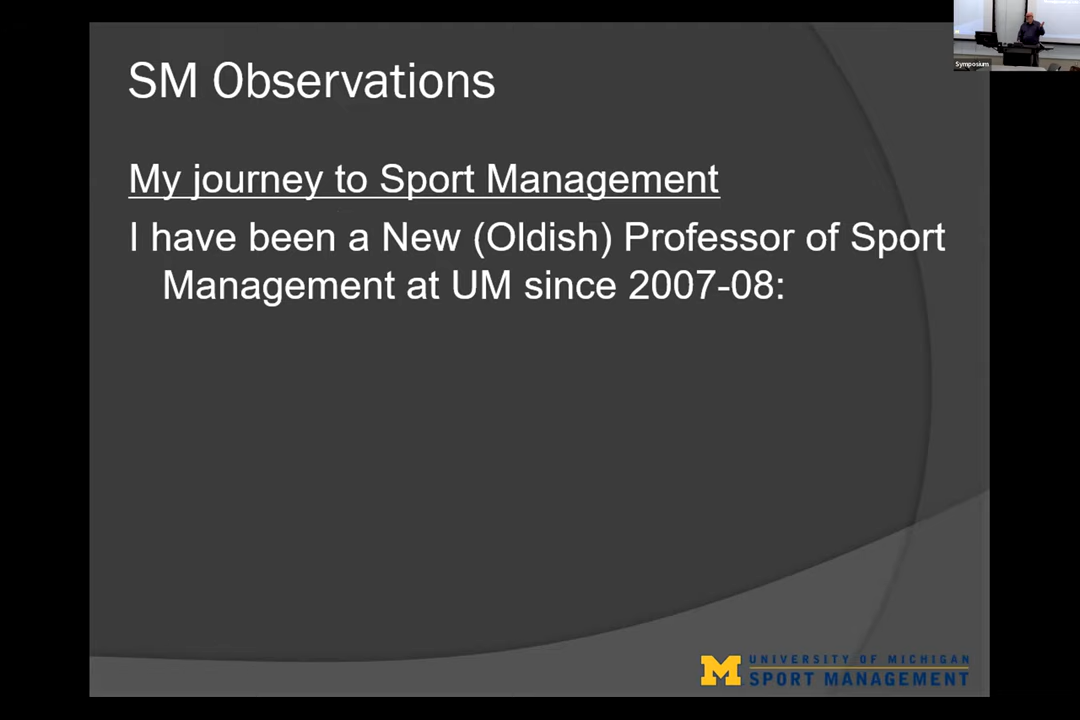 SM Observations
Symposium
My journey to Sport Management
I have been a New (Oldish) Professor of Sport
Management at UM since 2007-08:
M
UNIVERSITY OF MICHIGAN
SPORT MANAGEMENT